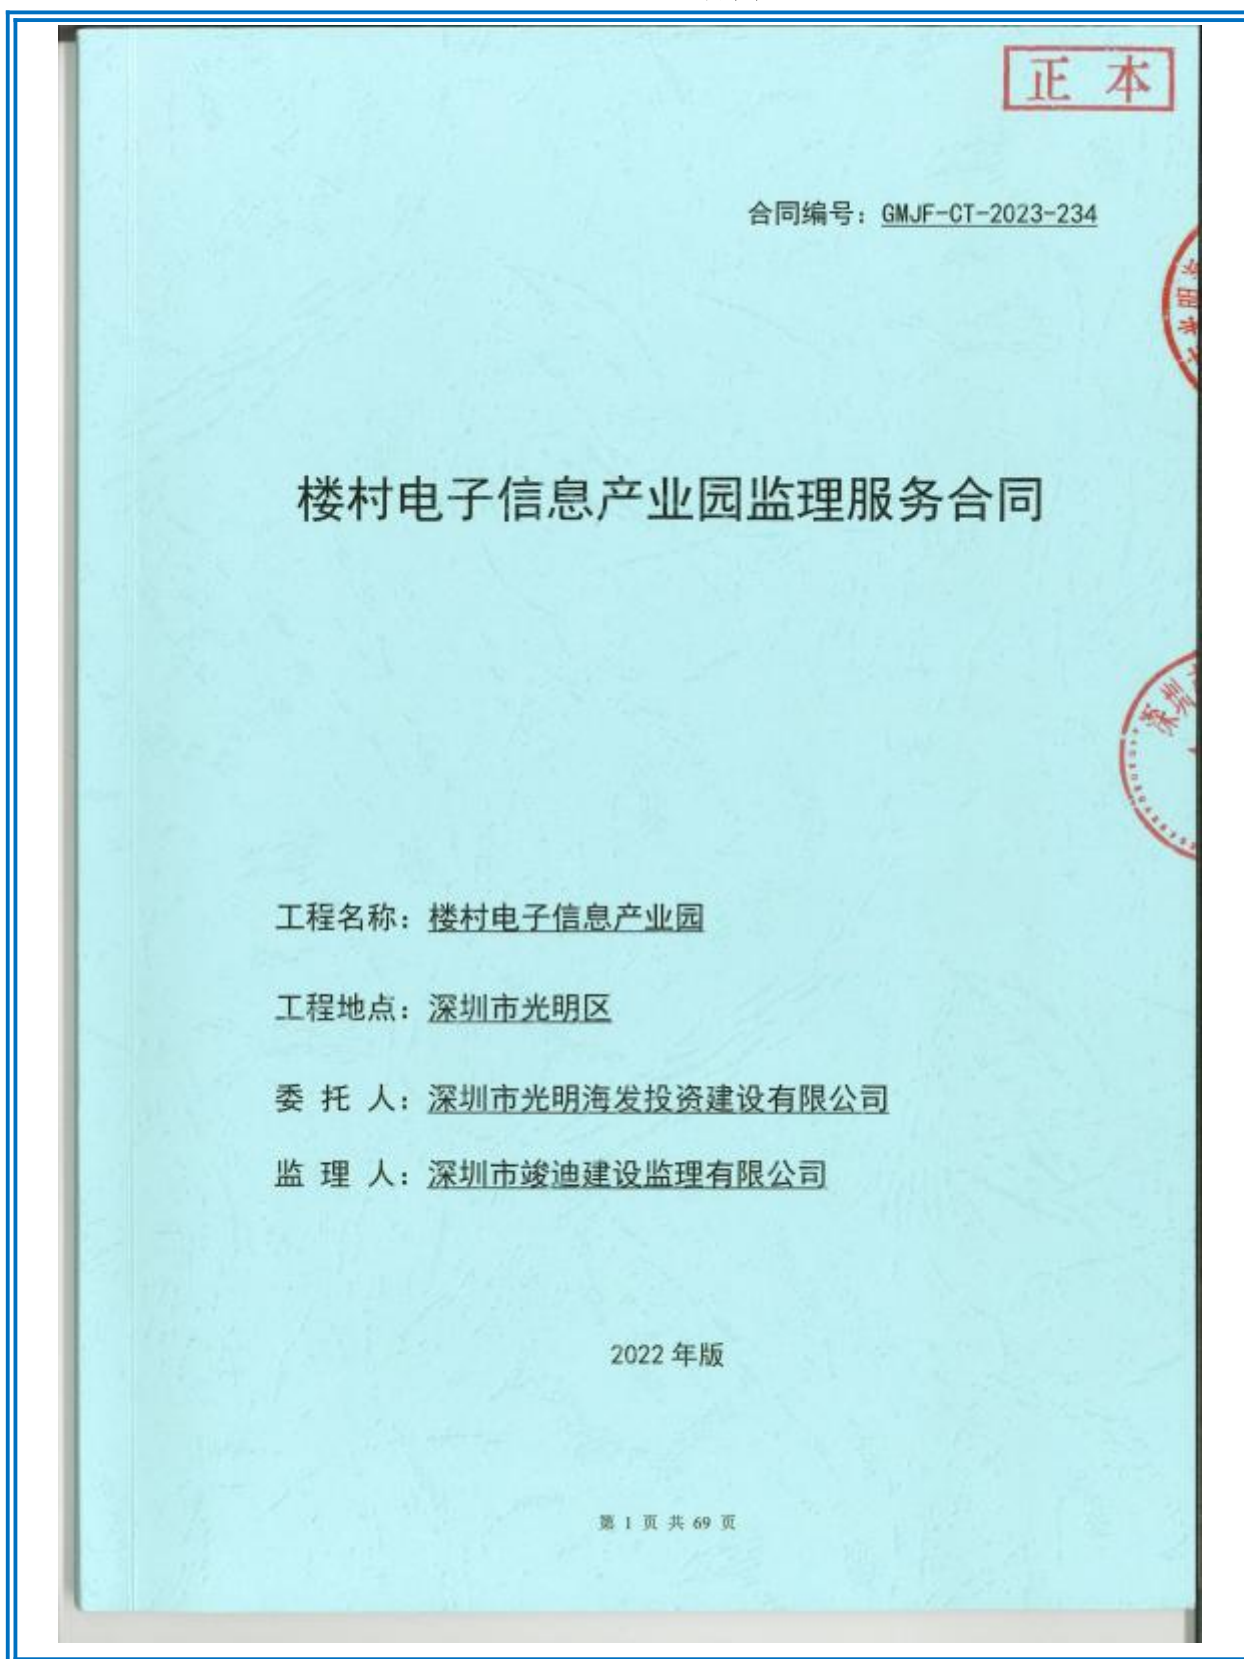 正 本
合同编号：GMJF-CT-2023-234
楼村电子信息产业园监理服务合同
深圳
工程名称：楼村电子信息产业园
工程地点：深圳市光明区
委 托 人：深圳市光明海发投资建设有限公司
监 理 人：深圳市竣迪建设监理有限公司
2022 年版
第 1 页 共 69 页